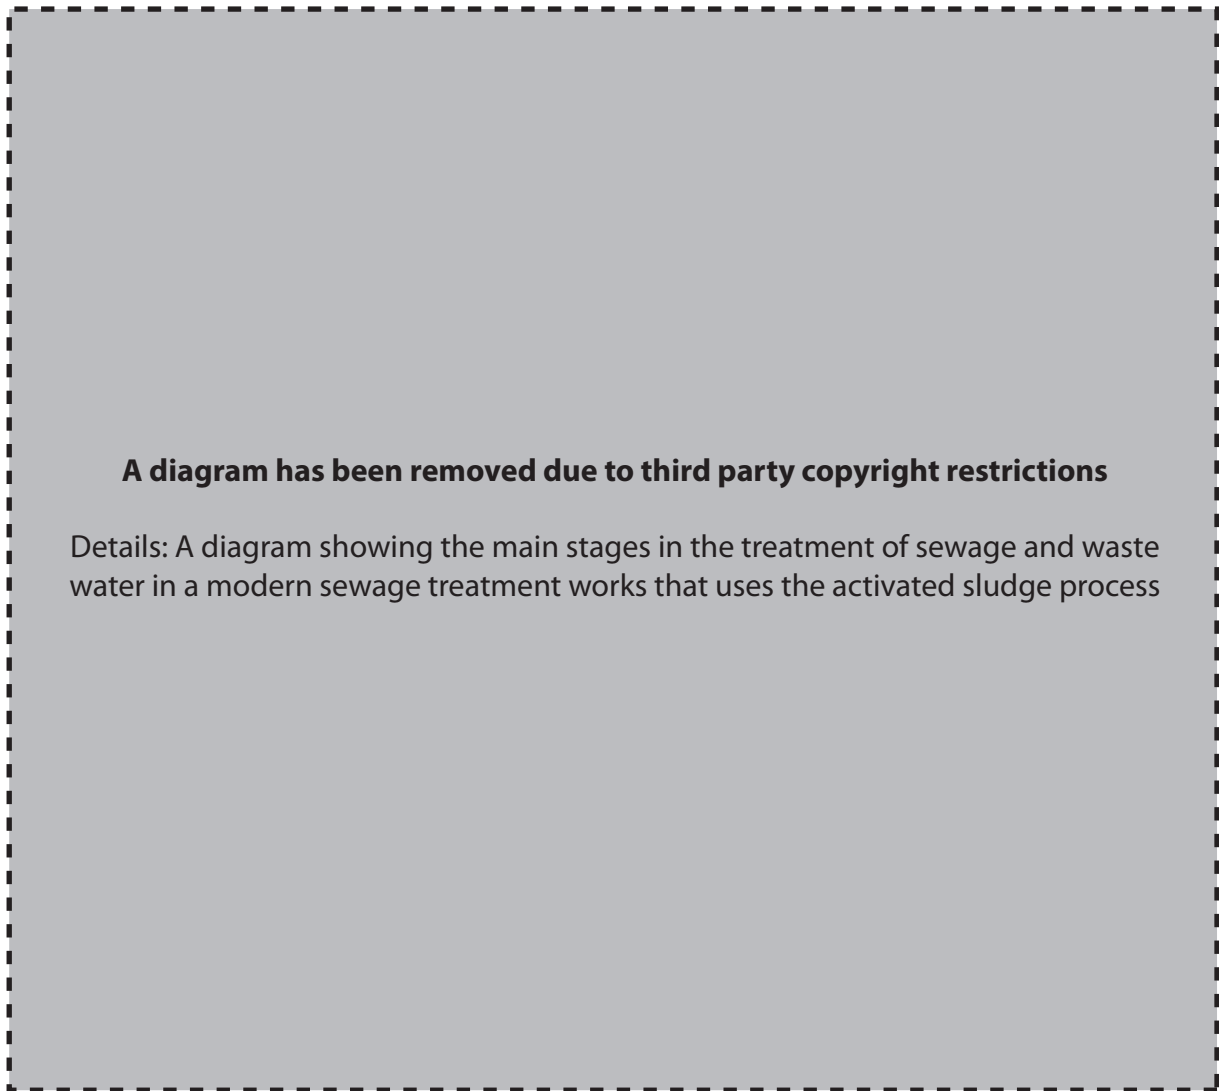 A diagram has been removed due to third party copyright restrictions
Details: A diagram showing the main stages in the treatment of sewage and waste
water in a modern sewage treatment works that uses the activated sludge process